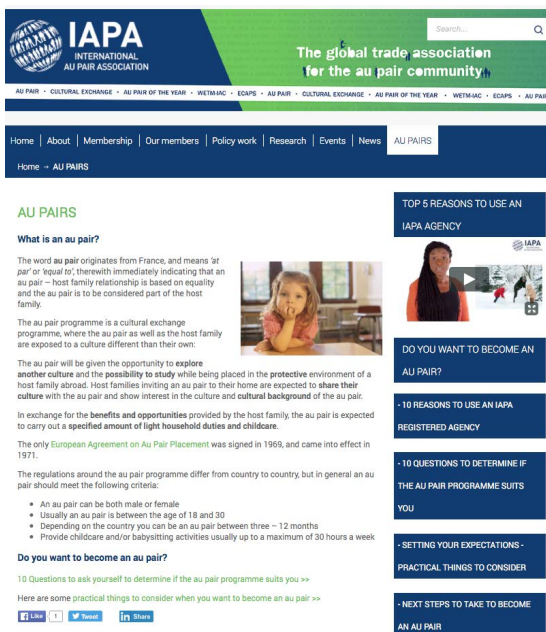 Search...
IAPA
INTERNATIONAL
AU PAIR ASSOCIATION
The global trade association
for the au pair community
AU PAIR • CULTURAL EXCHANGE • AU PAIR OF THE YEAR • WETM-IAC • ECAPS • AU PAIR • CULTURAL EXCHANGE • AU PAIR OF THE YEAR • WETM-IAC • ECAPS • AU PAIR
Home | About | Membership | Our members | Policy work | Research | Events | News AU PAIRS
Home → AU PAIRS
AU PAIRS
What is an au pair?
The word au pair originates from France, and means 'at
par' or 'equal to', therewith immediately indicating that an
au pair – host family relationship is based on equality
and the au pair is to be considered part of the host
family.
The au pair programme is a cultural exchange
programme, where the au pair as well as the host family
are exposed to a culture different than their own:
The au pair will be given the opportunity to explore
another culture and the possibility to study while being placed in the protective environment of a
host family abroad. Host families inviting an au pair to their home are expected to share their
culture with the au pair and show interest in the culture and cultural background of the au pair.
In exchange for the benefits and opportunities provided by the host family, the au pair is expected
to carry out a specified amount of light household duties and childcare.
The only European Agreement on Au Pair Placement was signed in 1969, and came into effect in
1971.
The regulations around the au pair programme differ from country to country, but in general an au
pair should meet the following criteria:
• An au pair can be both male or female
• Usually an au pair is between the age of 18 and 30
• Depending on the country you can be an au pair between three – 12 months
• Provide childcare and/or babysitting activities usually up to a maximum of 30 hours a week
Do you want to become an au pair?
10 Questions to ask yourself to determine if the au pair programme suits you >>
Here are some practical things to consider when you want to become an au pair >>
Like 1 Tweet Share
TOP 5 REASONS TO USE AN
IAPA AGENCY
IAPA
DO YOU WANT TO BECOME AN
AU PAIR?
- 10 REASONS TO USE AN IAPA
REGISTERED AGENCY
- 10 QUESTIONS TO DETERMINE IF
THE AU PAIR PROGRAMME SUITS
YOU
- SETTING YOUR EXPECTATIONS -
PRACTICAL THINGS TO CONSIDER
- NEXT STEPS TO TAKE TO BECOME
AN AU PAIR